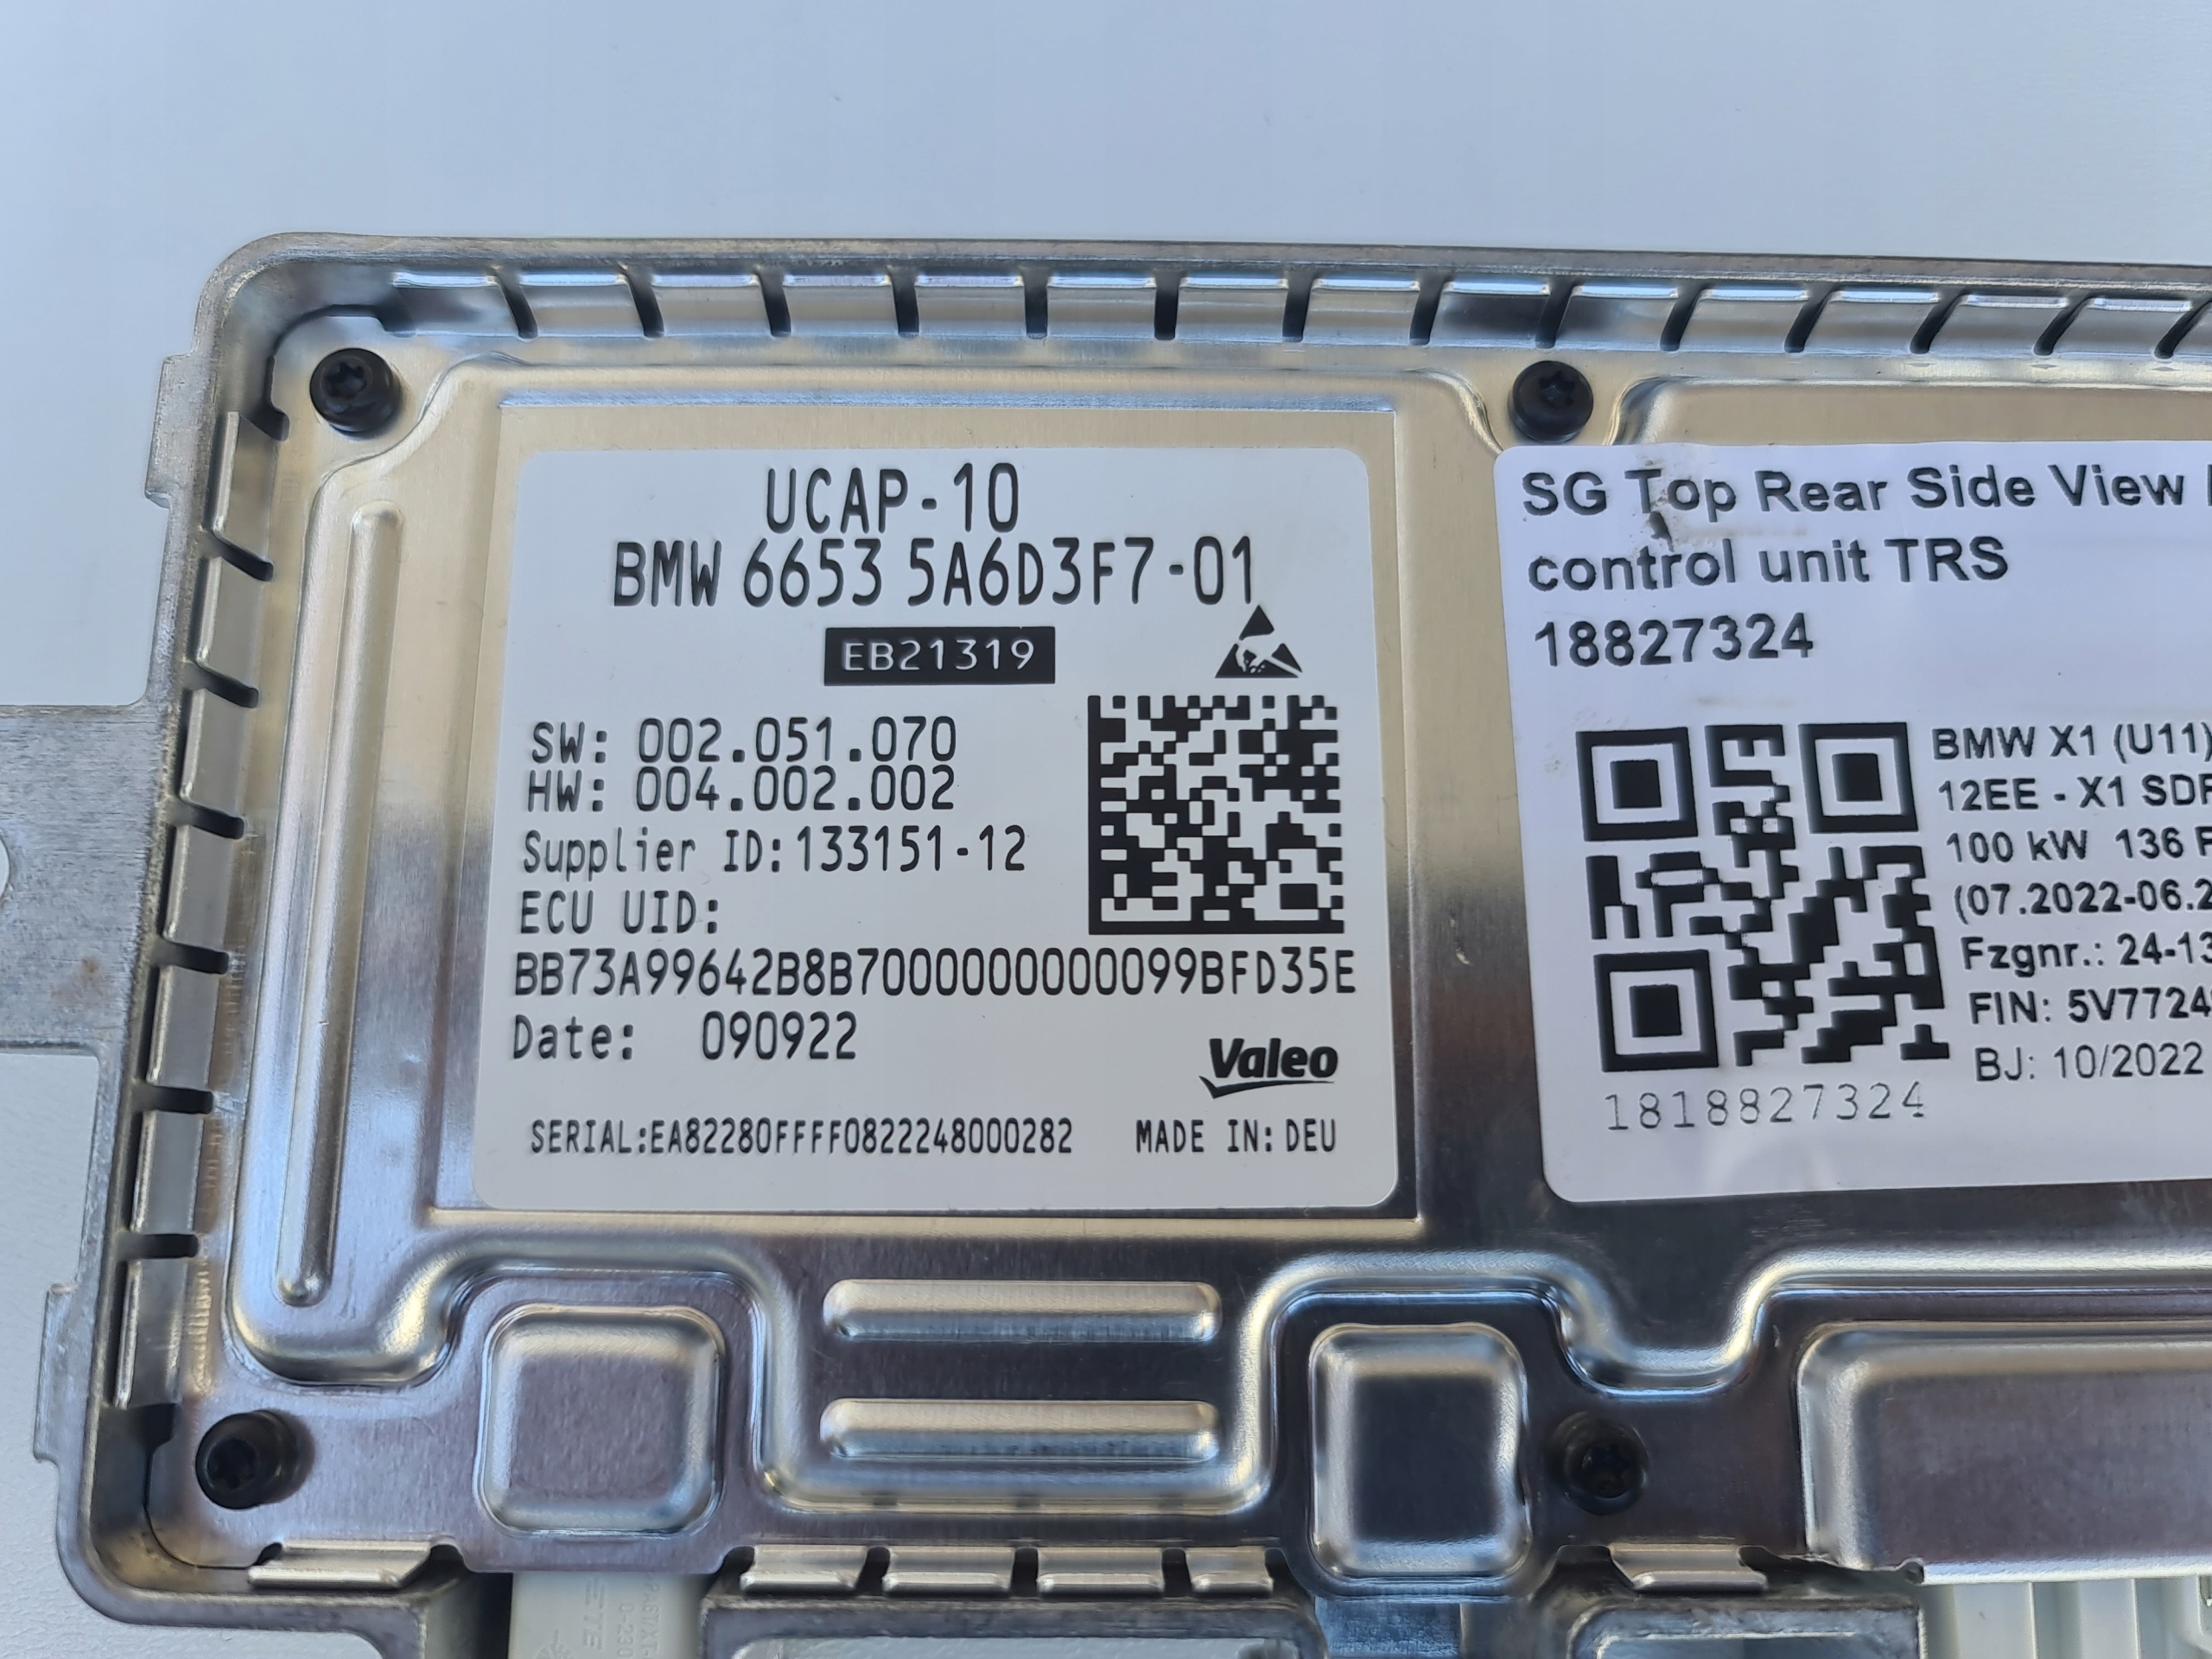 UCAP-10
BMW 6653 5A6D3F7-01
EB21319
SW: 002.051.070
HW: 004.002.002
Supplier ID:133151-12
ECU UID:
BB73A99642B8B7000000000099BFD35E
Date: 090922
Valeo
SERIAL:EA82280FFFF0822248000282 MADE IN: DEU
SG Top Rear Side View
control unit TRS
18827324
BMW X1 (U11)
12EE - X1
100 kW 136
(07.2022-06.2
Fzgnr.: 24-13
FIN: 5V7724
BJ: 10/2022
1818827324